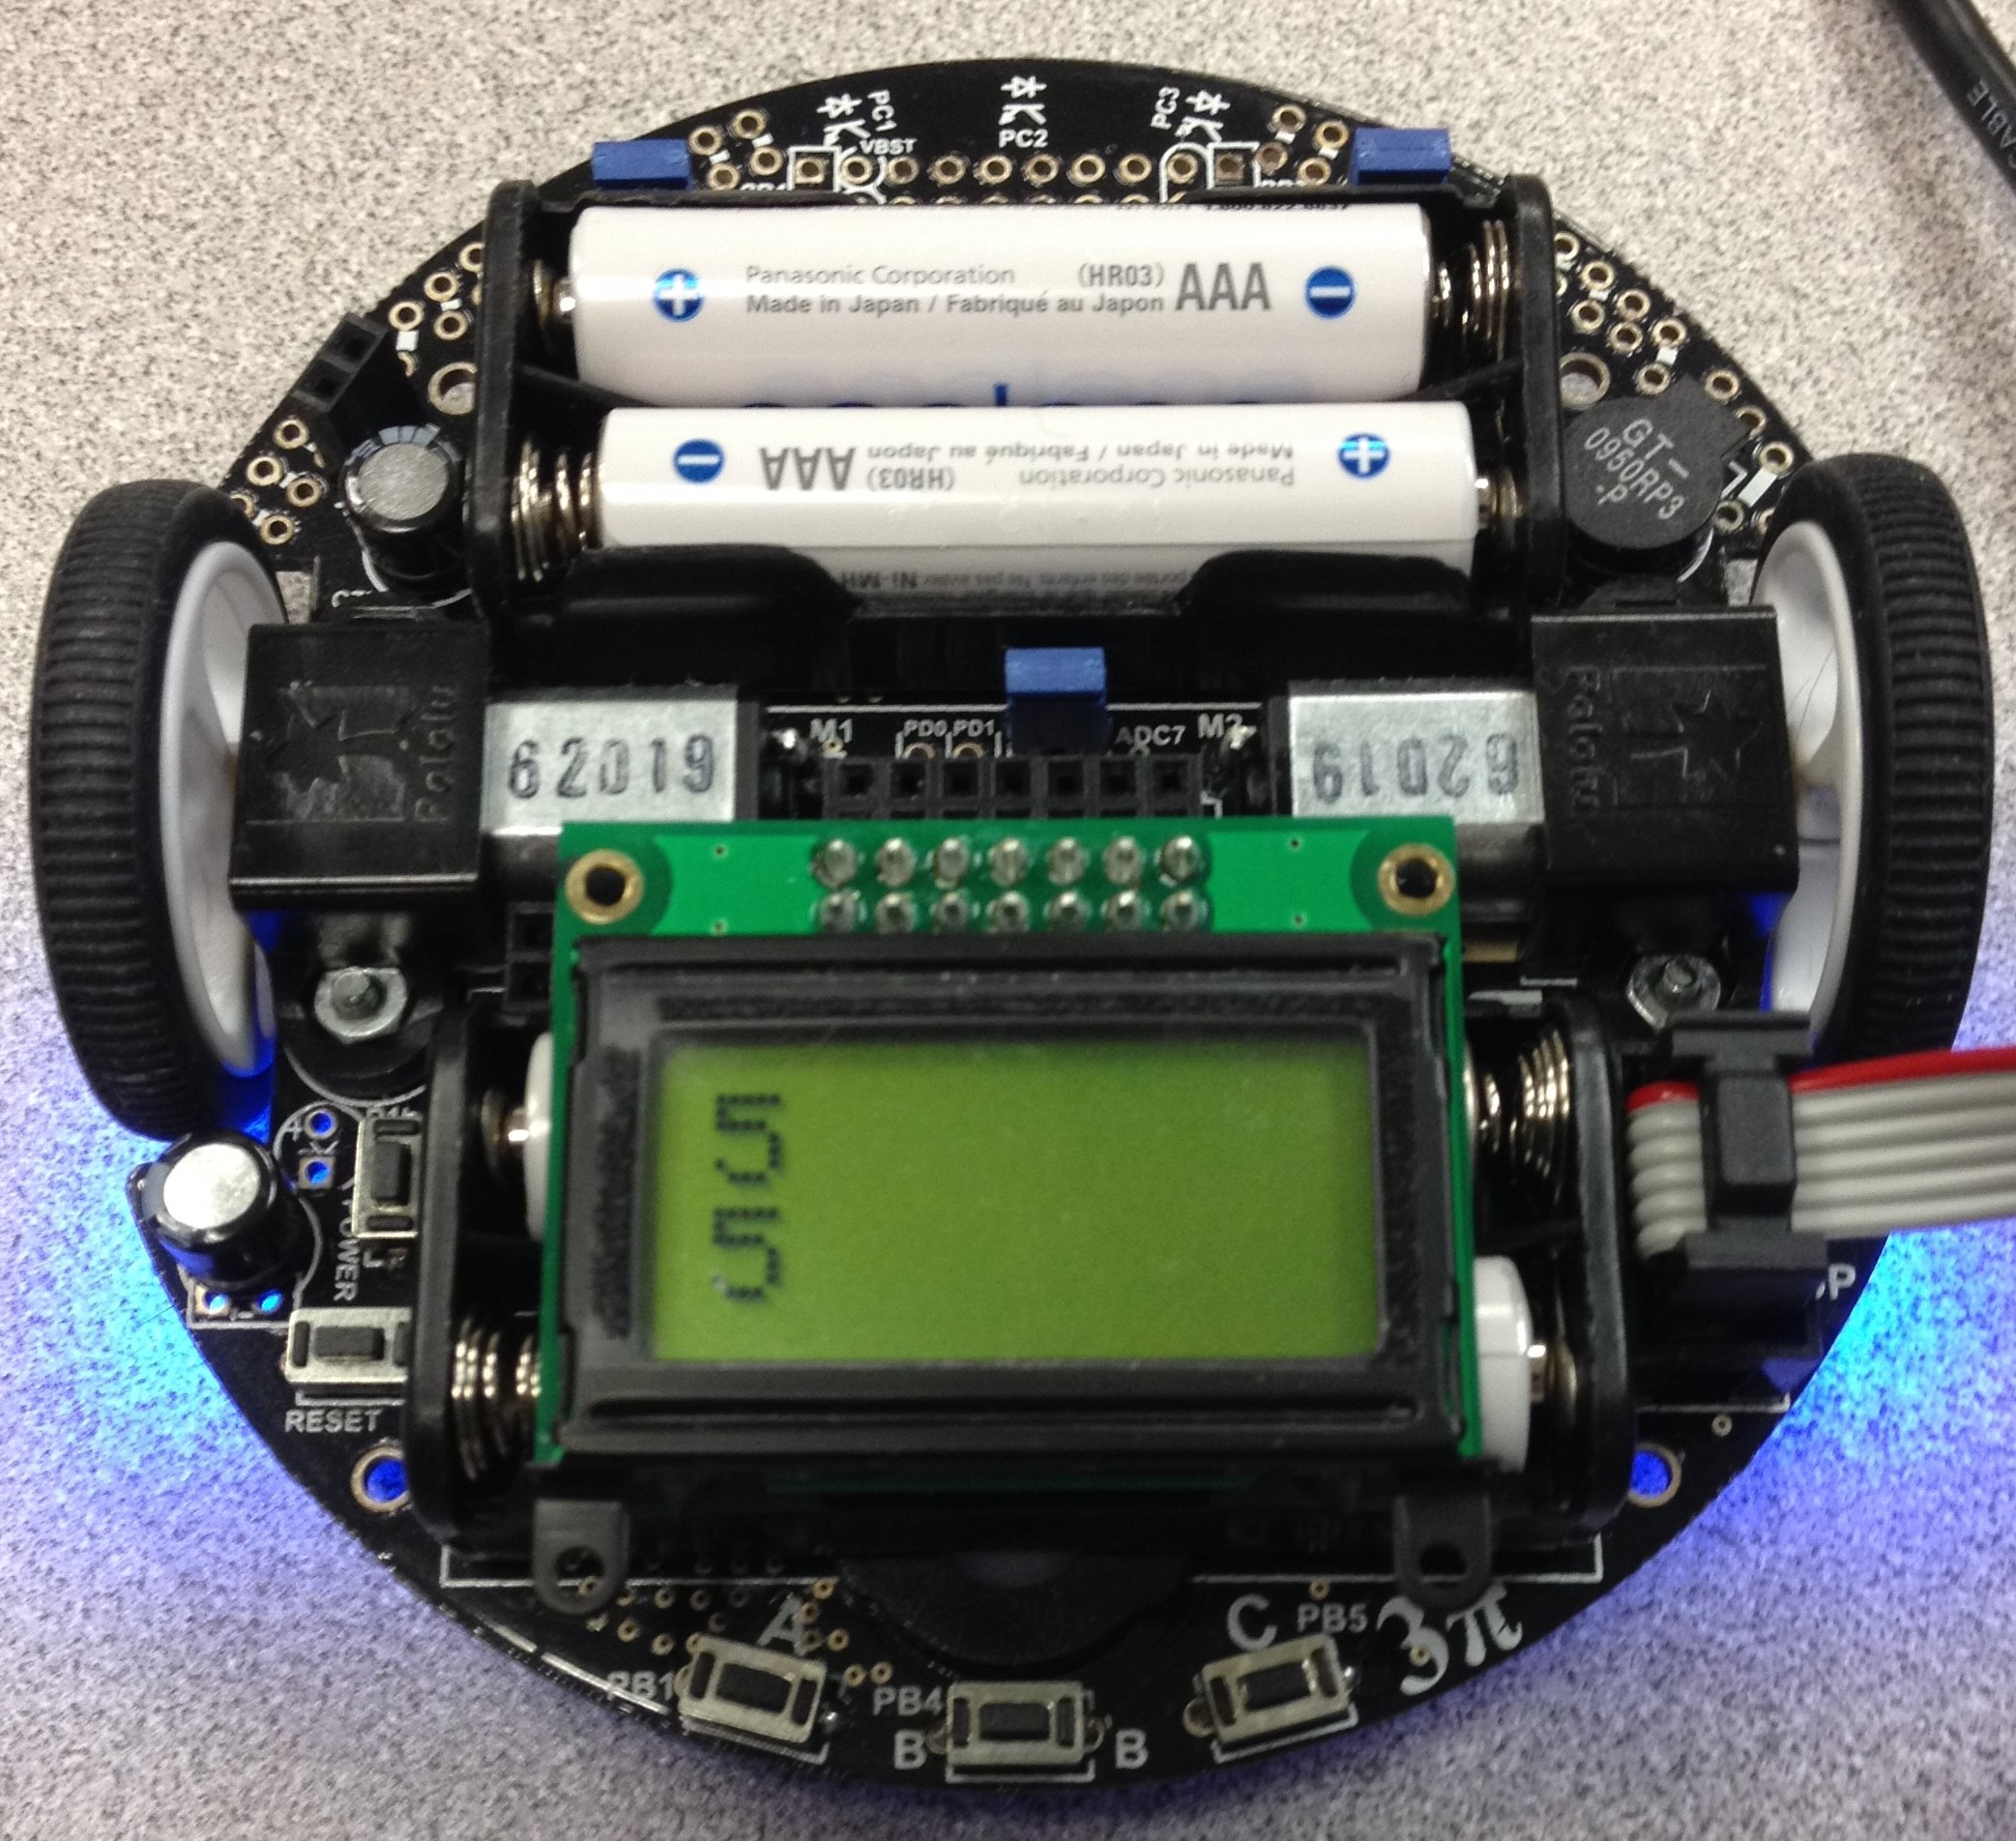 ABLE
PC1
PC2
PC3
VBST
Panasonic Corporation (HR03) AAA
Made in Japan / Fabriqué au Japon
Panasonic Corporation (HR03) AAA
Made in Japan / Fabriqué au Japon
Ni-MH
GT-
0950RP3
-P
Pololu
62019
M1
PD0 PD1
ADC7
M2
62019
Pololu
POWER
RESET
A
PB1
PB4
B
B
C
PB5
3π